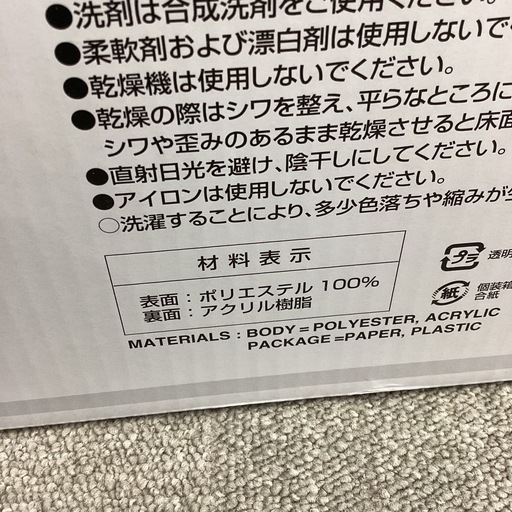 ●洗剤は合成洗剤をご使用ください。
●柔軟剤および漂白剤は使用しないで
●乾燥機は使用しないでください。
●乾燥の際はシワを整え、平らなところに
シワや歪みのあるまま乾燥させると床面
●直射日光を避け、陰干しにしてください。
●アイロンは使用しないでください。
○洗濯することにより、多少色落ちや縮みが
材料表示
表面：ポリエステル 100%
裏面：アクリル樹脂
MATERIALS : BODY=POLYESTER, ACRYLIC
PACKAGE=PAPER, PLASTIC
プラ 透明
紙 個装箱
合紙